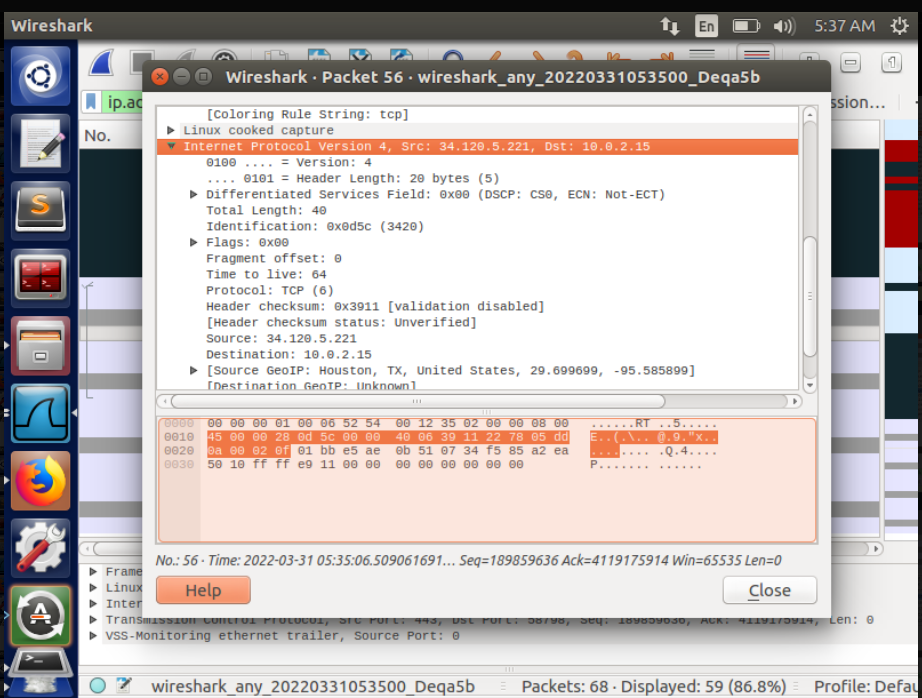 Wireshark
En
5:37 AM
Wireshark · Packet 56 · wireshark_any_20220331053500_Deqa5b
ip.ac
ssion…
No.
[Coloring Rule String: tcp]
Linux cooked capture
Internet Protocol Version 4, Src: 34.120.5.221, Dst: 10.0.2.15
0100 .... = Version: 4
.... 0101 = Header Length: 20 bytes (5)
Differentiated Services Field: 0x00 (DSCP: CS0, ECN: Not-ECT)
Total Length: 40
Identification: 0x0d5c (3420)
Flags: 0x00
Fragment offset: 0
Time to live: 64
Protocol: TCP (6)
Header checksum: 0x3911 [validation disabled]
[Header checksum status: Unverified]
Source: 34.120.5.221
Destination: 10.0.2.15
[Source GeoIP: Houston, TX, United States, 29.699699, -95.585899]
[Destination GeoIP: Unknown]
0000 00 00 00 01 00 06 52 54 00 12 35 02 00 00 08 00 ......RT ..5.....
0010 45 00 00 28 0d 5c 00 00 40 06 39 11 22 78 05 dd E..(.\.. @.9."x..
0020 0a 00 02 0f 01 bb e5 ae 0b 51 07 34 f5 85 a2 ea ........ .Q.4....
0030 50 10 ff ff e9 11 00 00 00 00 00 00 00 00 P....... ......
No.: 56 · Time: 2022-03-31 05:35:06.509061691… Seq=189859636 Ack=4119175914 Win=65535 Len=0
Help
Close
Frame
Linux
Inter
Transmission Control Protocol, Src Port: 443, Dst Port: 58798, Seq: 189859636, Ack: 4119175914, Len: 0
VSS-Monitoring ethernet trailer, Source Port: 0
wireshark_any_20220331053500_Deqa5b
Packets: 68 · Displayed: 59 (86.8%)
Profile: Defau